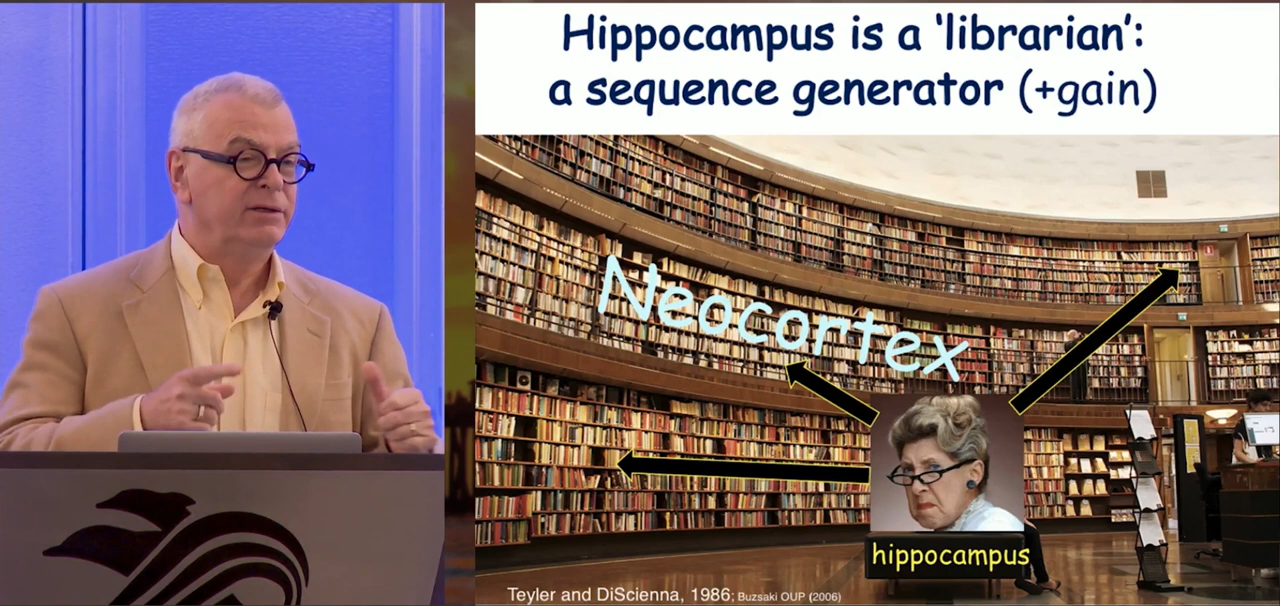 Hippocampus is a 'librarian':
a sequence generator (+gain)
Neocortex
hippocampus
Teyler and DiScienna, 1986; Buzsaki OUP (2006)